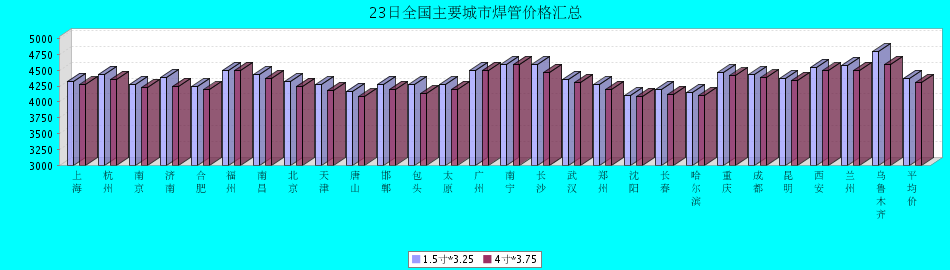 23日全国主要城市焊管价格汇总
5000
4750
4500
4250
4000
3750
3500
3250
3000
上海
杭州
南京
济南
合肥
福州
南昌
北京
天津
唐山
邯郸
包头
太原
广州
南宁
长沙
武汉
郑州
沈阳
长春
哈尔滨
重庆
成都
昆明
西安
兰州
乌鲁木齐
平均价
1.5寸*3.25
4寸*3.75